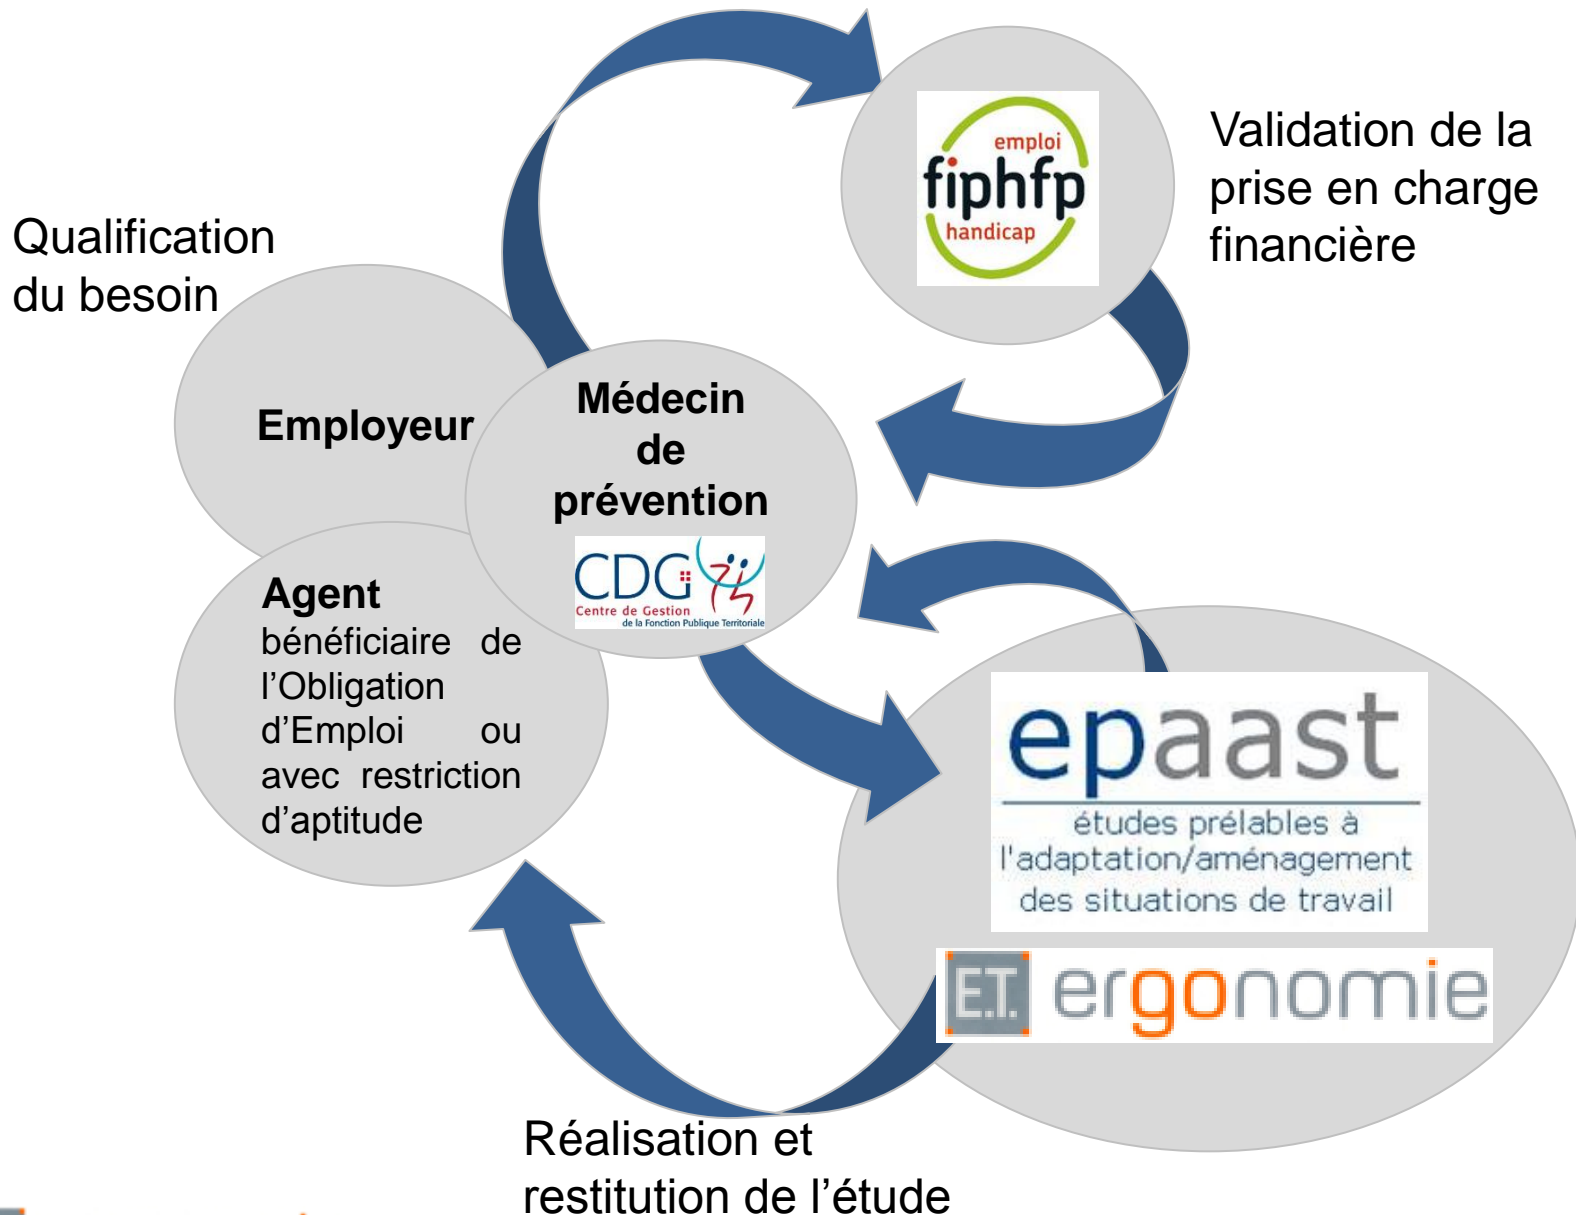 Qualification
du besoin
emploi
fiphfp
handicap
Validation de la
prise en charge
financière
Employeur
Médecin
de
prévention
CDG 74
Centre de Gestion
de la Fonction Publique Territoriale
Agent
bénéficiaire de
l’Obligation
d’Emploi ou
avec restriction
d’aptitude
epaast
études prélables à
l'adaptation/aménagement
des situations de travail
E.T. ergonomie
Réalisation et
restitution de l’étude